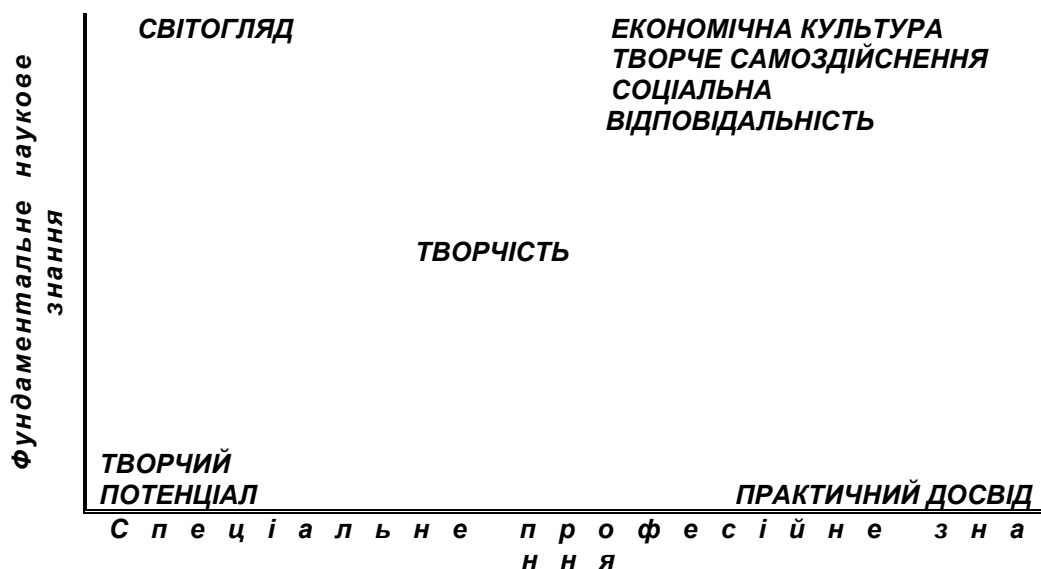 СВІТОГЛЯД
ЕКОНОМІЧНА КУЛЬТУРА
ТВОРЧЕ САМОЗДІЙСНЕННЯ
СОЦІАЛЬНА
ВІДПОВІДАЛЬНІСТЬ
Фундаментальне наукове
знання
ТВОРЧІСТЬ
ТВОРЧИЙ
ПОТЕНЦІАЛ
ПРАКТИЧНИЙ ДОСВІД
Спеціальне професійне зна
ння